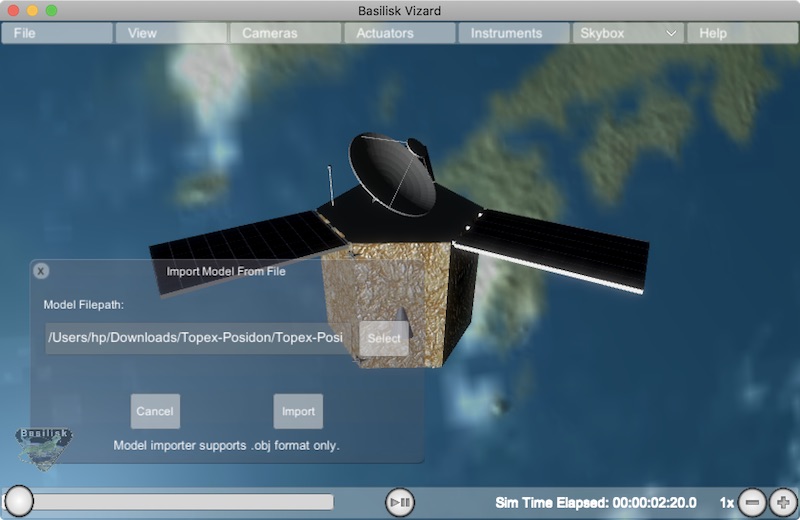 Basilisk Vizard
File View Cameras Actuators Instruments Skybox Help
X
Import Model From File
Model Filepath:
/Users/hp/Downloads/Topex-Posidon/Topex-Posi
Select
Cancel Import
Model importer supports .obj format only.
Basilisk
Sim Time Elapsed: 00:00:02:20.0 1x